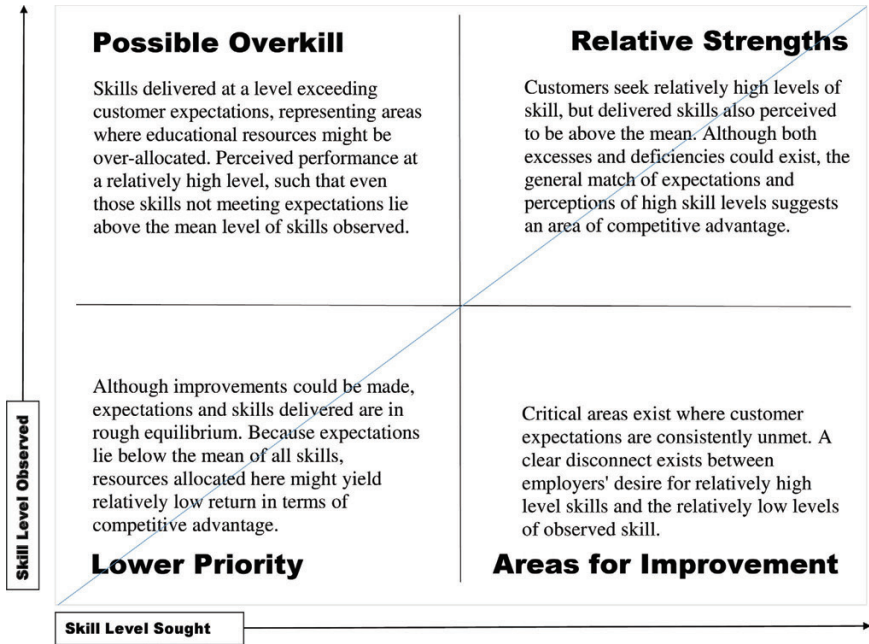 Possible Overkill
Skills delivered at a level exceeding
customer expectations, representing areas
where educational resources might be
over-allocated. Perceived performance at
a relatively high level, such that even
those skills not meeting expectations lie
above the mean level of skills observed.
Relative Strengths
Customers seek relatively high levels of
skill, but delivered skills also perceived
to be above the mean. Although both
excesses and deficiencies could exist, the
general match of expectations and
perceptions of high skill levels suggests
an area of competitive advantage.
Although improvements could be made,
expectations and skills delivered are in
rough equilibrium. Because expectations
lie below the mean of all skills,
resources allocated here might yield
relatively low return in terms of
competitive advantage.
Lower Priority
Critical areas exist where customer
expectations are consistently unmet. A
clear disconnect exists between
employers' desire for relatively high
level skills and the relatively low levels
of observed skill.
Areas for Improvement
Skill Level Observed
Skill Level Sought